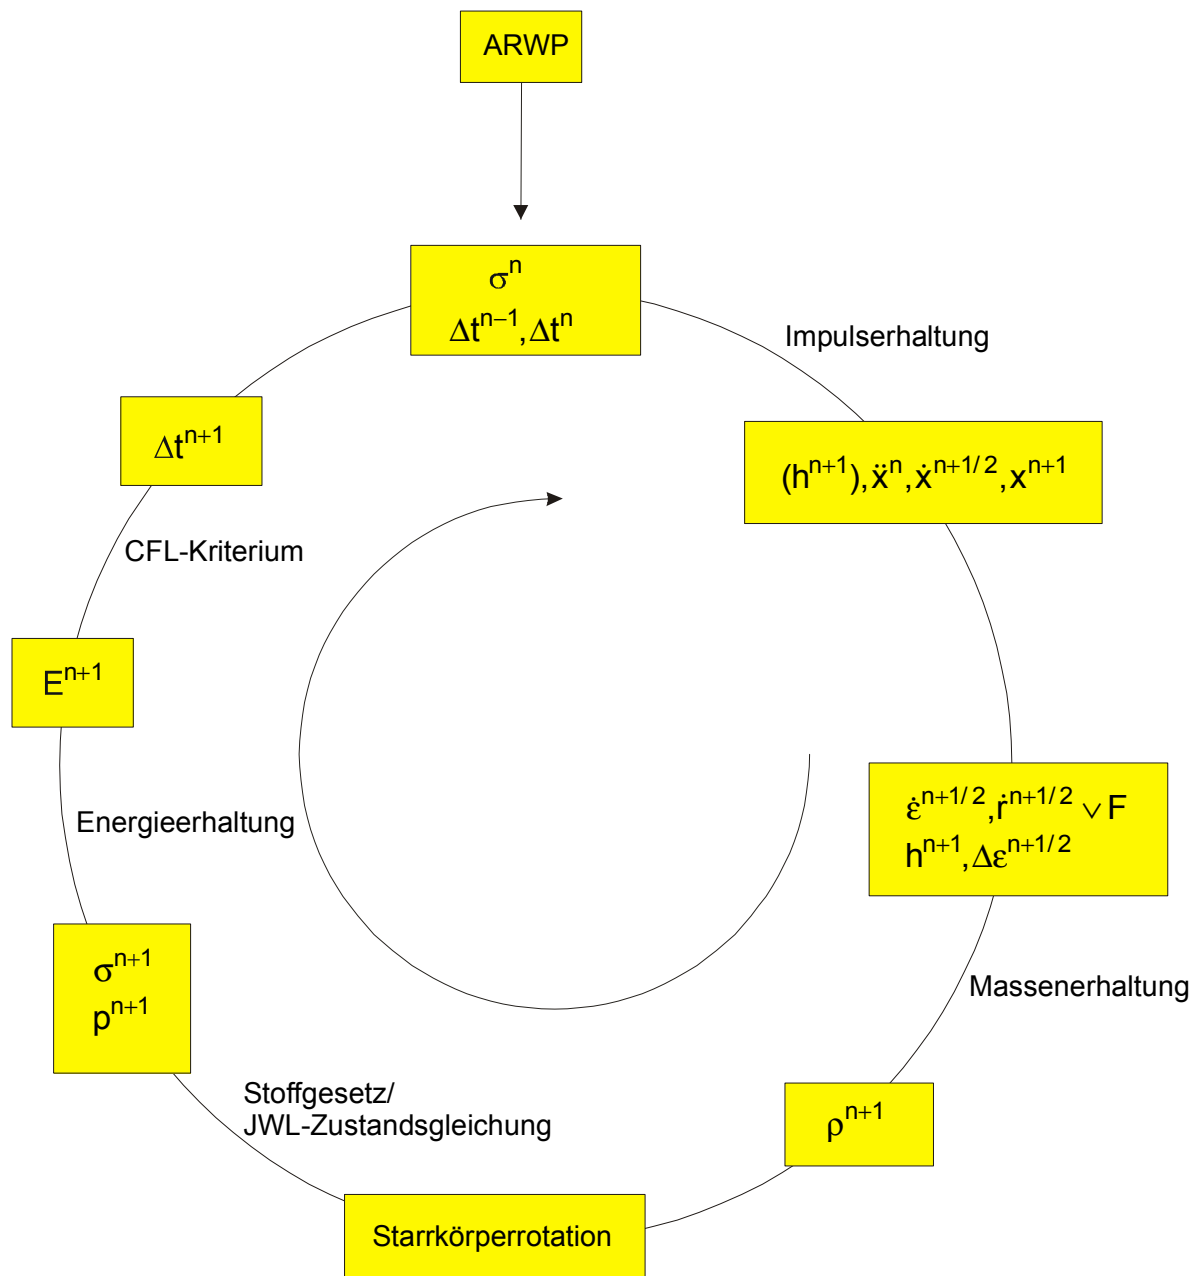 ARWP
σⁿ
Δtⁿ⁻¹,Δtⁿ
Impulserhaltung
(hⁿ⁺¹),ẍⁿ,ẋⁿ⁺¹ᐟ²,xⁿ⁺¹
ε̇ⁿ⁺¹ᐟ²,ṙⁿ⁺¹ᐟ² ∨ F
hⁿ⁺¹,Δεⁿ⁺¹ᐟ²
Massenerhaltung
ρⁿ⁺¹
Starrkörperrotation
Stoffgesetz/
JWL-Zustandsgleichung
σⁿ⁺¹
pⁿ⁺¹
Energieerhaltung
Eⁿ⁺¹
CFL-Kriterium
Δtⁿ⁺¹